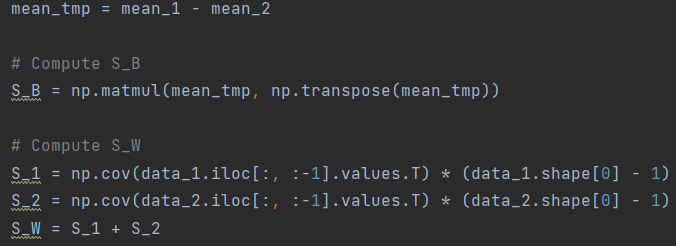 mean_tmp = mean_1 - mean_2
# Compute S_B
S_B = np.matmul(mean_tmp, np.transpose(mean_tmp))
# Compute S_W
S_1 = np.cov(data_1.iloc[:, :-1].values.T) * (data_1.shape[0] - 1)
S_2 = np.cov(data_2.iloc[:, :-1].values.T) * (data_2.shape[0] - 1)
S_W = S_1 + S_2